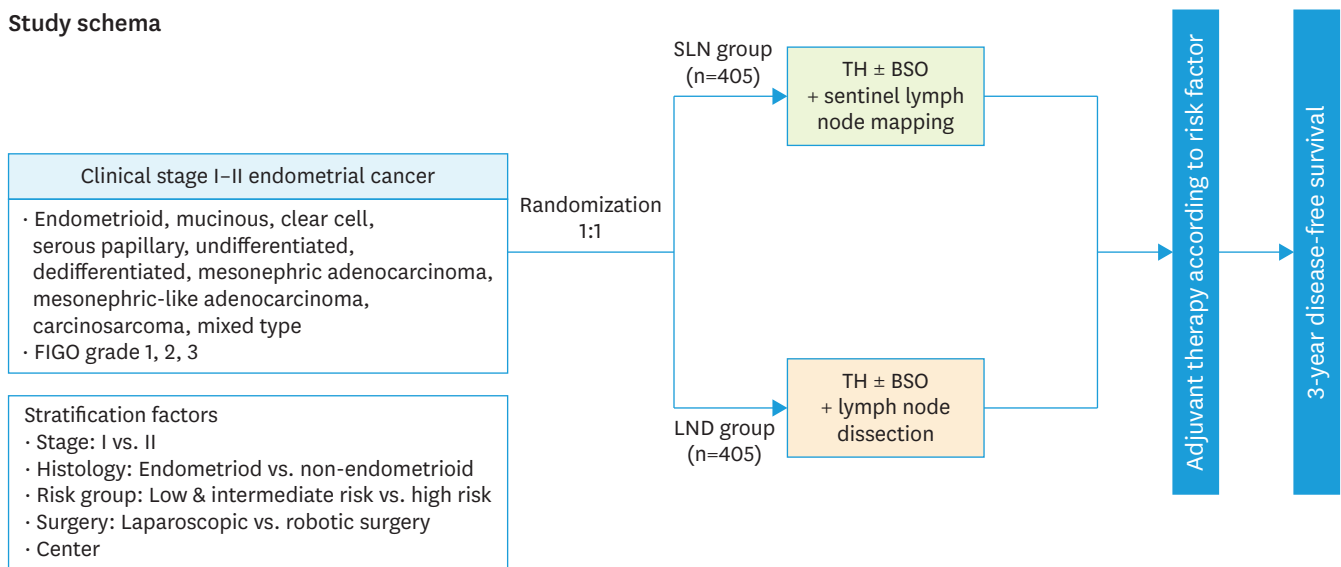 Study schema
Clinical stage I–II endometrial cancer
· Endometrioid, mucinous, clear cell,
serous papillary, undifferentiated,
dedifferentiated, mesonephric adenocarcinoma,
mesonephric-like adenocarcinoma,
carcinosarcoma, mixed type
· FIGO grade 1, 2, 3
Stratification factors
· Stage: I vs. II
· Histology: Endometriod vs. non-endometrioid
· Risk group: Low & intermediate risk vs. high risk
· Surgery: Laparoscopic vs. robotic surgery
· Center
Randomization
1:1
SLN group
(n=405)
TH ± BSO
+ sentinel lymph
node mapping
LND group
(n=405)
TH ± BSO
+ lymph node
dissection
Adjuvant therapy according to risk factor
3-year disease-free survival